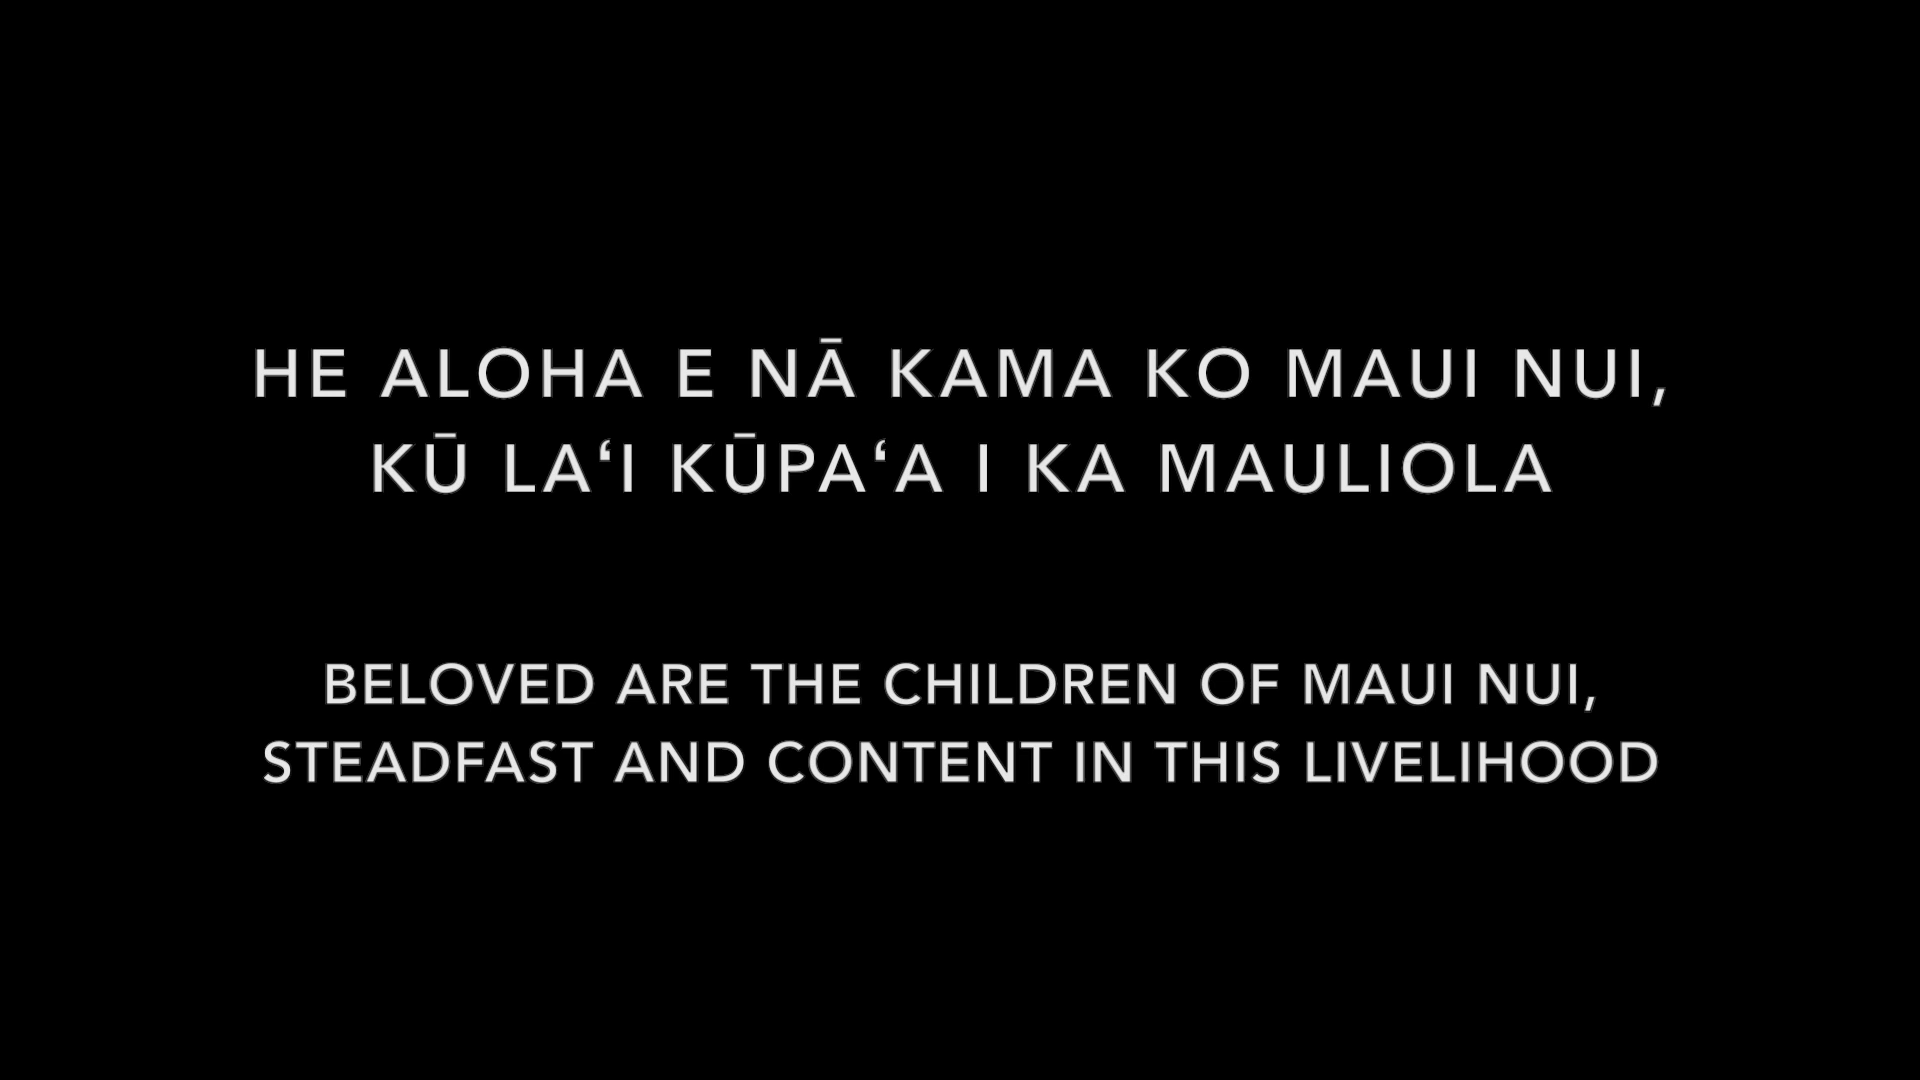 HE ALOHA E NĀ KAMA KO MAUI NUI,
KŪ LAʻI KŪPAʻA I KA MAULIOLA
BELOVED ARE THE CHILDREN OF MAUI NUI,
STEADFAST AND CONTENT IN THIS LIVELIHOOD